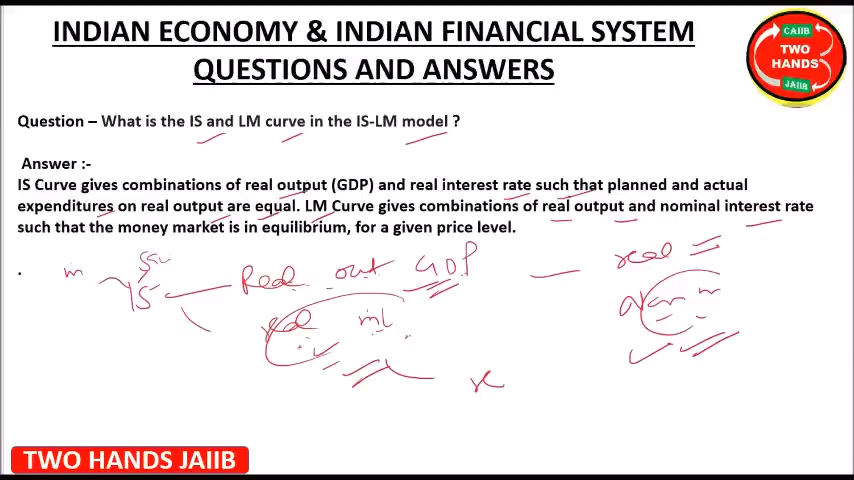 INDIAN ECONOMY & INDIAN FINANCIAL SYSTEM
QUESTIONS AND ANSWERS
CAIIB
TWO
HANDS
JAIIB
Question – What is the IS and LM curve in the IS-LM model ?
Answer :-
IS Curve gives combinations of real output (GDP) and real interest rate such that planned and actual
expenditures on real output are equal. LM Curve gives combinations of real output and nominal interest rate
such that the money market is in equilibrium, for a given price level.
.
IS Real out GDP real
real int
TWO HANDS JAIIB